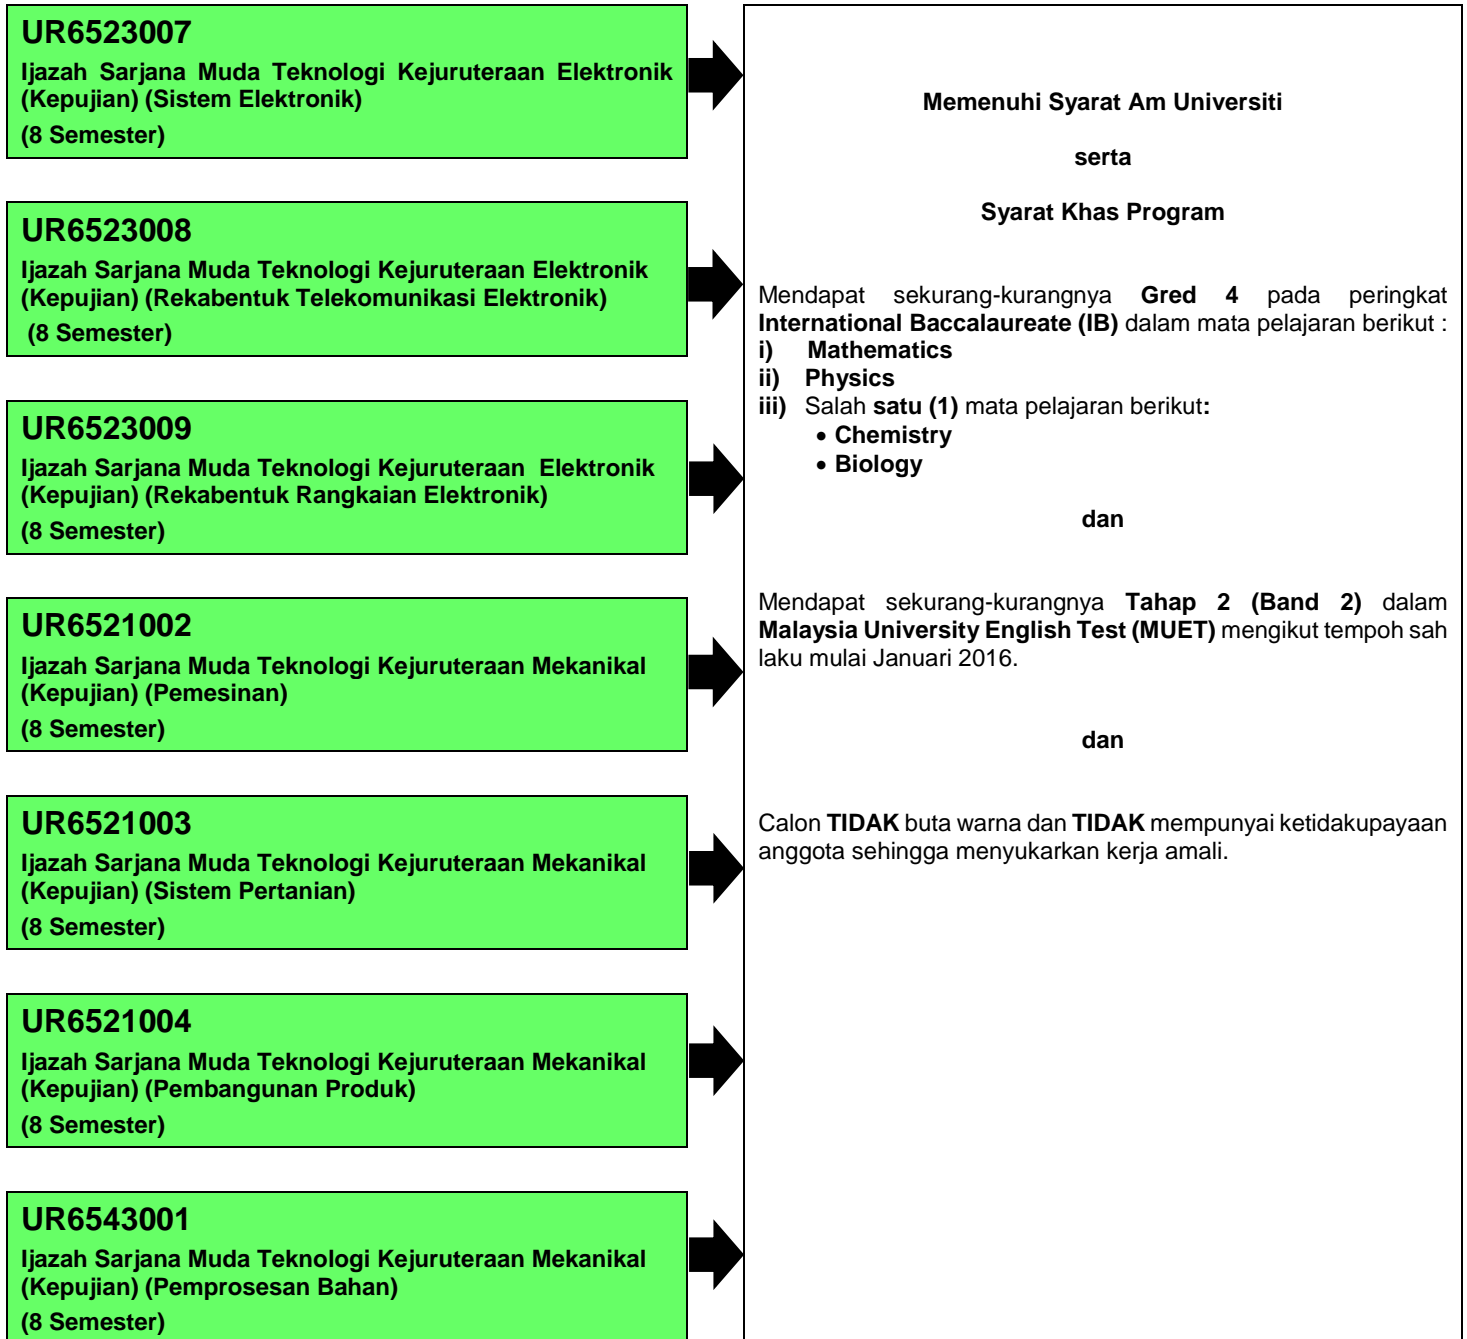 UR6523007
Ijazah Sarjana Muda Teknologi Kejuruteraan Elektronik
(Kepujian) (Sistem Elektronik)
(8 Semester)
UR6523008
Ijazah Sarjana Muda Teknologi Kejuruteraan Elektronik
(Kepujian) (Rekabentuk Telekomunikasi Elektronik)
(8 Semester)
UR6523009
Ijazah Sarjana Muda Teknologi Kejuruteraan Elektronik
(Kepujian) (Rekabentuk Rangkaian Elektronik)
(8 Semester)
UR6521002
Ijazah Sarjana Muda Teknologi Kejuruteraan Mekanikal
(Kepujian) (Pemesinan)
(8 Semester)
UR6521003
Ijazah Sarjana Muda Teknologi Kejuruteraan Mekanikal
(Kepujian) (Sistem Pertanian)
(8 Semester)
UR6521004
Ijazah Sarjana Muda Teknologi Kejuruteraan Mekanikal
(Kepujian) (Pembangunan Produk)
(8 Semester)
UR6543001
Ijazah Sarjana Muda Teknologi Kejuruteraan Mekanikal
(Kepujian) (Pemprosesan Bahan)
(8 Semester)
Memenuhi Syarat Am Universiti
serta
Syarat Khas Program
Mendapat sekurang-kurangnya Gred 4 pada peringkat
International Baccalaureate (IB) dalam mata pelajaran berikut :
i) Mathematics
ii) Physics
iii) Salah satu (1) mata pelajaran berikut:
• Chemistry
• Biology
dan
Mendapat sekurang-kurangnya Tahap 2 (Band 2) dalam
Malaysia University English Test (MUET) mengikut tempoh sah
laku mulai Januari 2016.
dan
Calon TIDAK buta warna dan TIDAK mempunyai ketidakupayaan
anggota sehingga menyukarkan kerja amali.